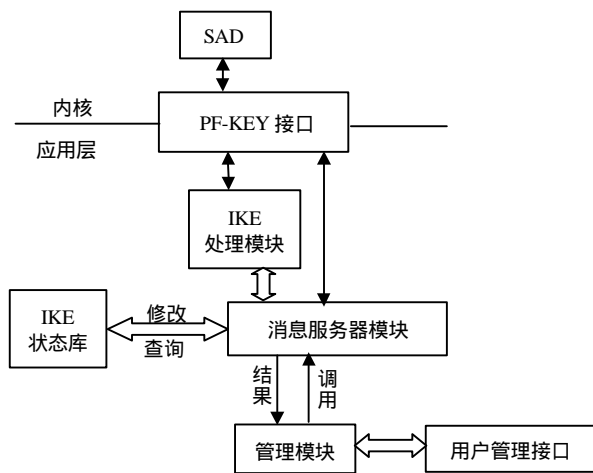 SAD
内核
PF-KEY 接口
应用层
IKE
处理模块
IKE
状态库
修改
查询
消息服务器模块
结果
调用
管理模块
用户管理接口